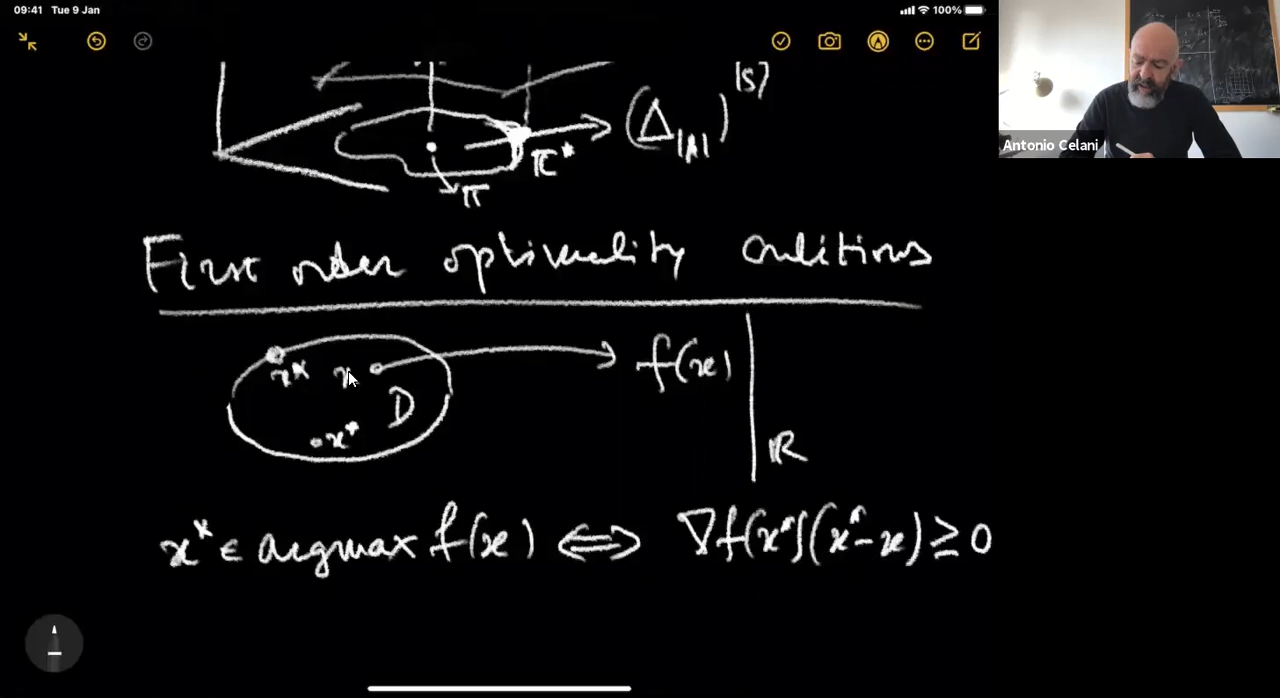 09:41 Tue 9 Jan
100%
Antonio Celani
(Δ|A|)|S|
π*
π
First order optimality conditions
x* x D
x*
f(x)
ℝ
x* ∈ argmax f(x) ⟺ ∇f(x*)(x*-x) ≥ 0